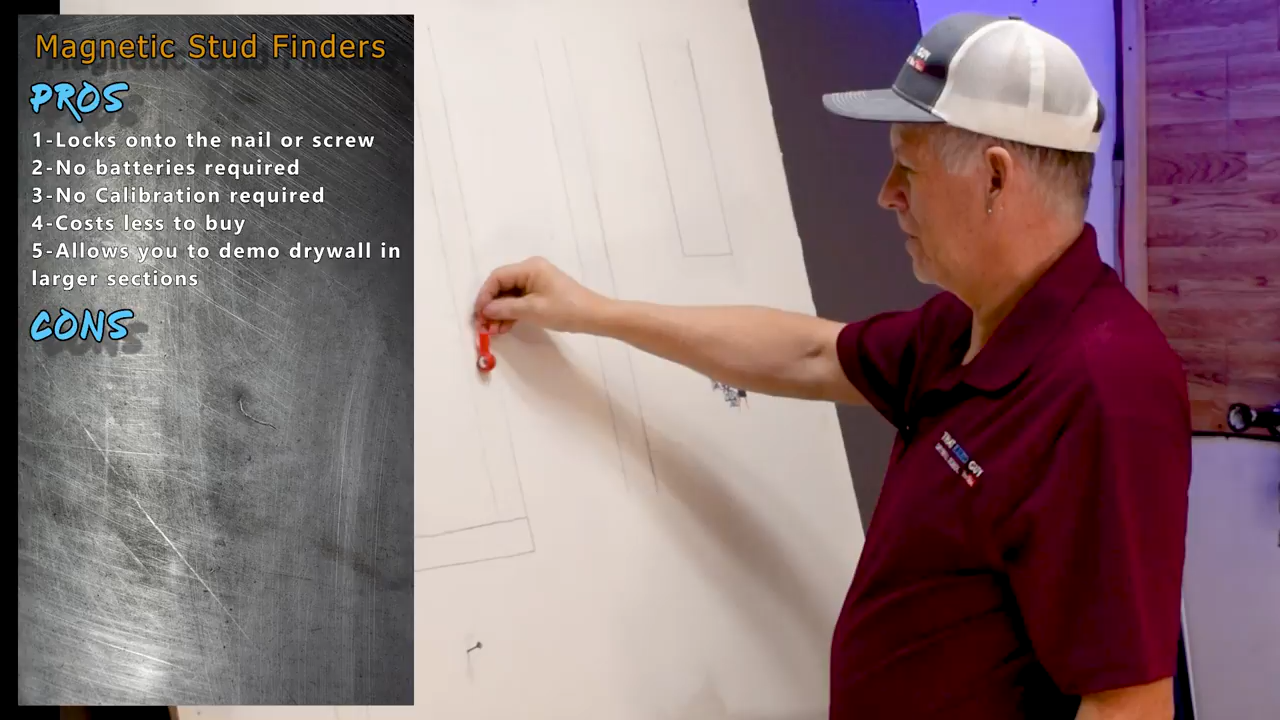 Magnetic Stud Finders
PROS
1-Locks onto the nail or screw
2-No batteries required
3-No Calibration required
4-Costs less to buy
5-Allows you to demo drywall in
larger sections
CONS
GUY